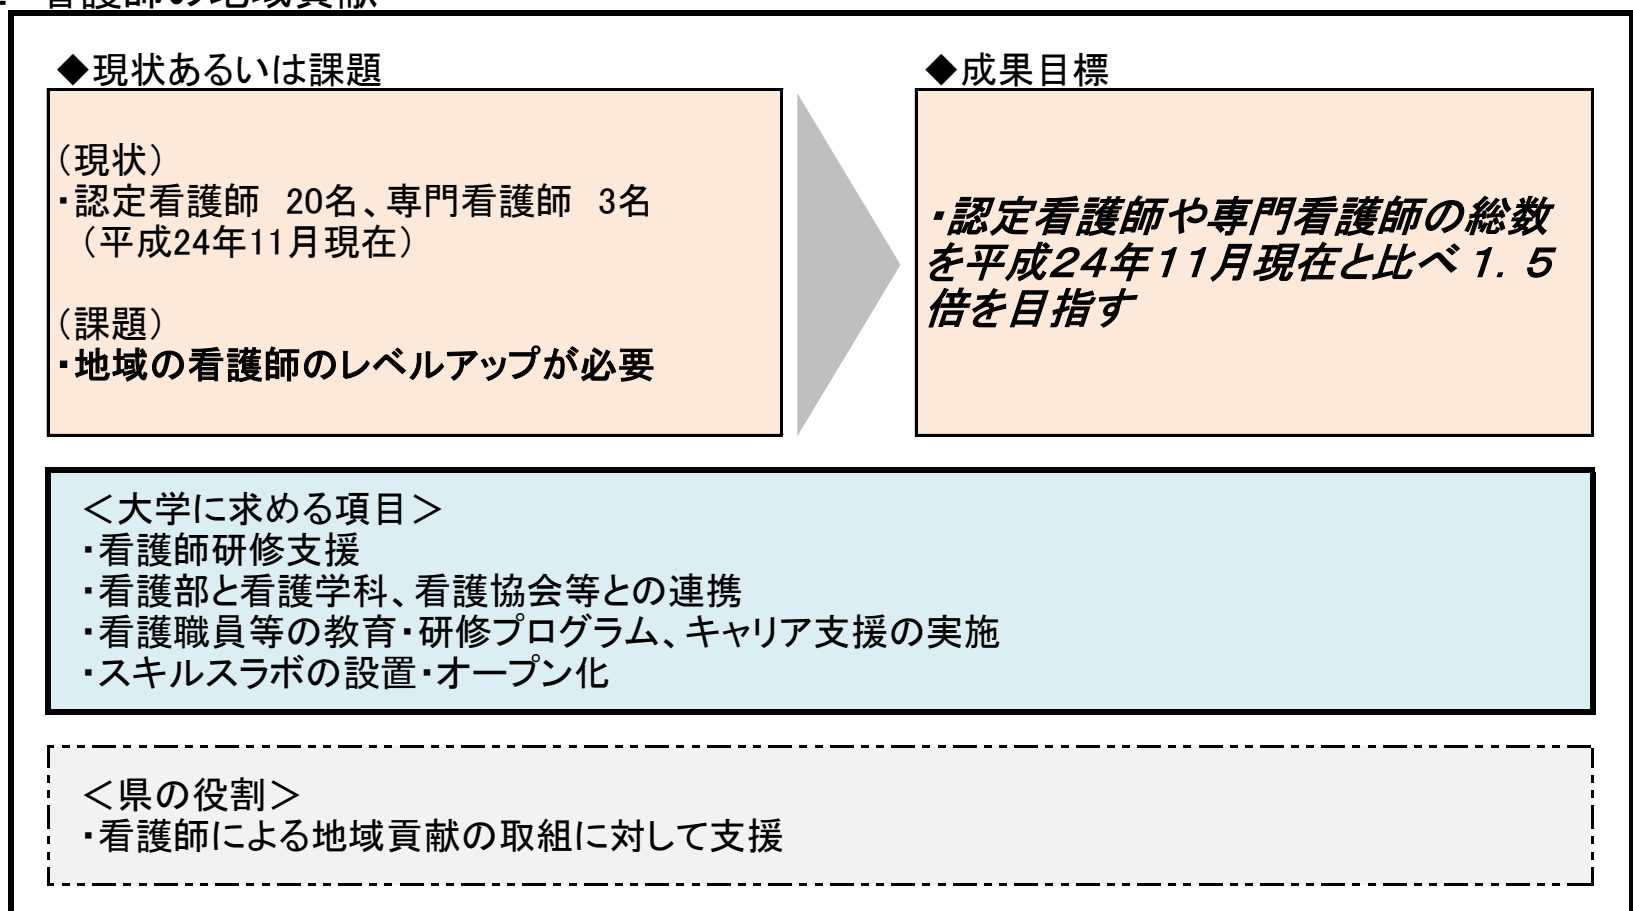 看護師の地域貢献
◆現状あるいは課題
(現状)
・認定看護師　20名、専門看護師　3名
（平成24年11月現在）
(課題)
・地域の看護師のレベルアップが必要
◆成果目標
・認定看護師や専門看護師の総数
を平成２４年１１月現在と比べ１．５
倍を目指す
＜大学に求める項目＞
・看護師研修支援
・看護部と看護学科、看護協会等との連携
・看護職員等の教育・研修プログラム、キャリア支援の実施
・スキルスラボの設置・オープン化
＜県の役割＞
・看護師による地域貢献の取組に対して支援